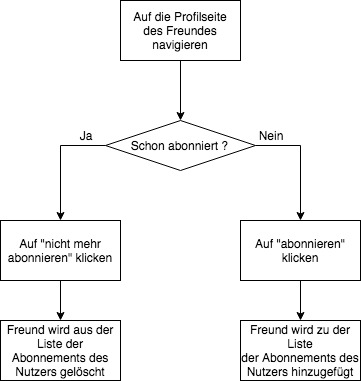 Auf die Profilseite
des Freundes
navigieren
Ja
Schon abonniert ?
Nein
Auf "nicht mehr
abonnieren" klicken
Auf "abonnieren"
klicken
Freund wird aus der
Liste der
Abonnements des
Nutzers gelöscht
Freund wird zu der
Liste
der Abonnements des
Nutzers hinzugefügt